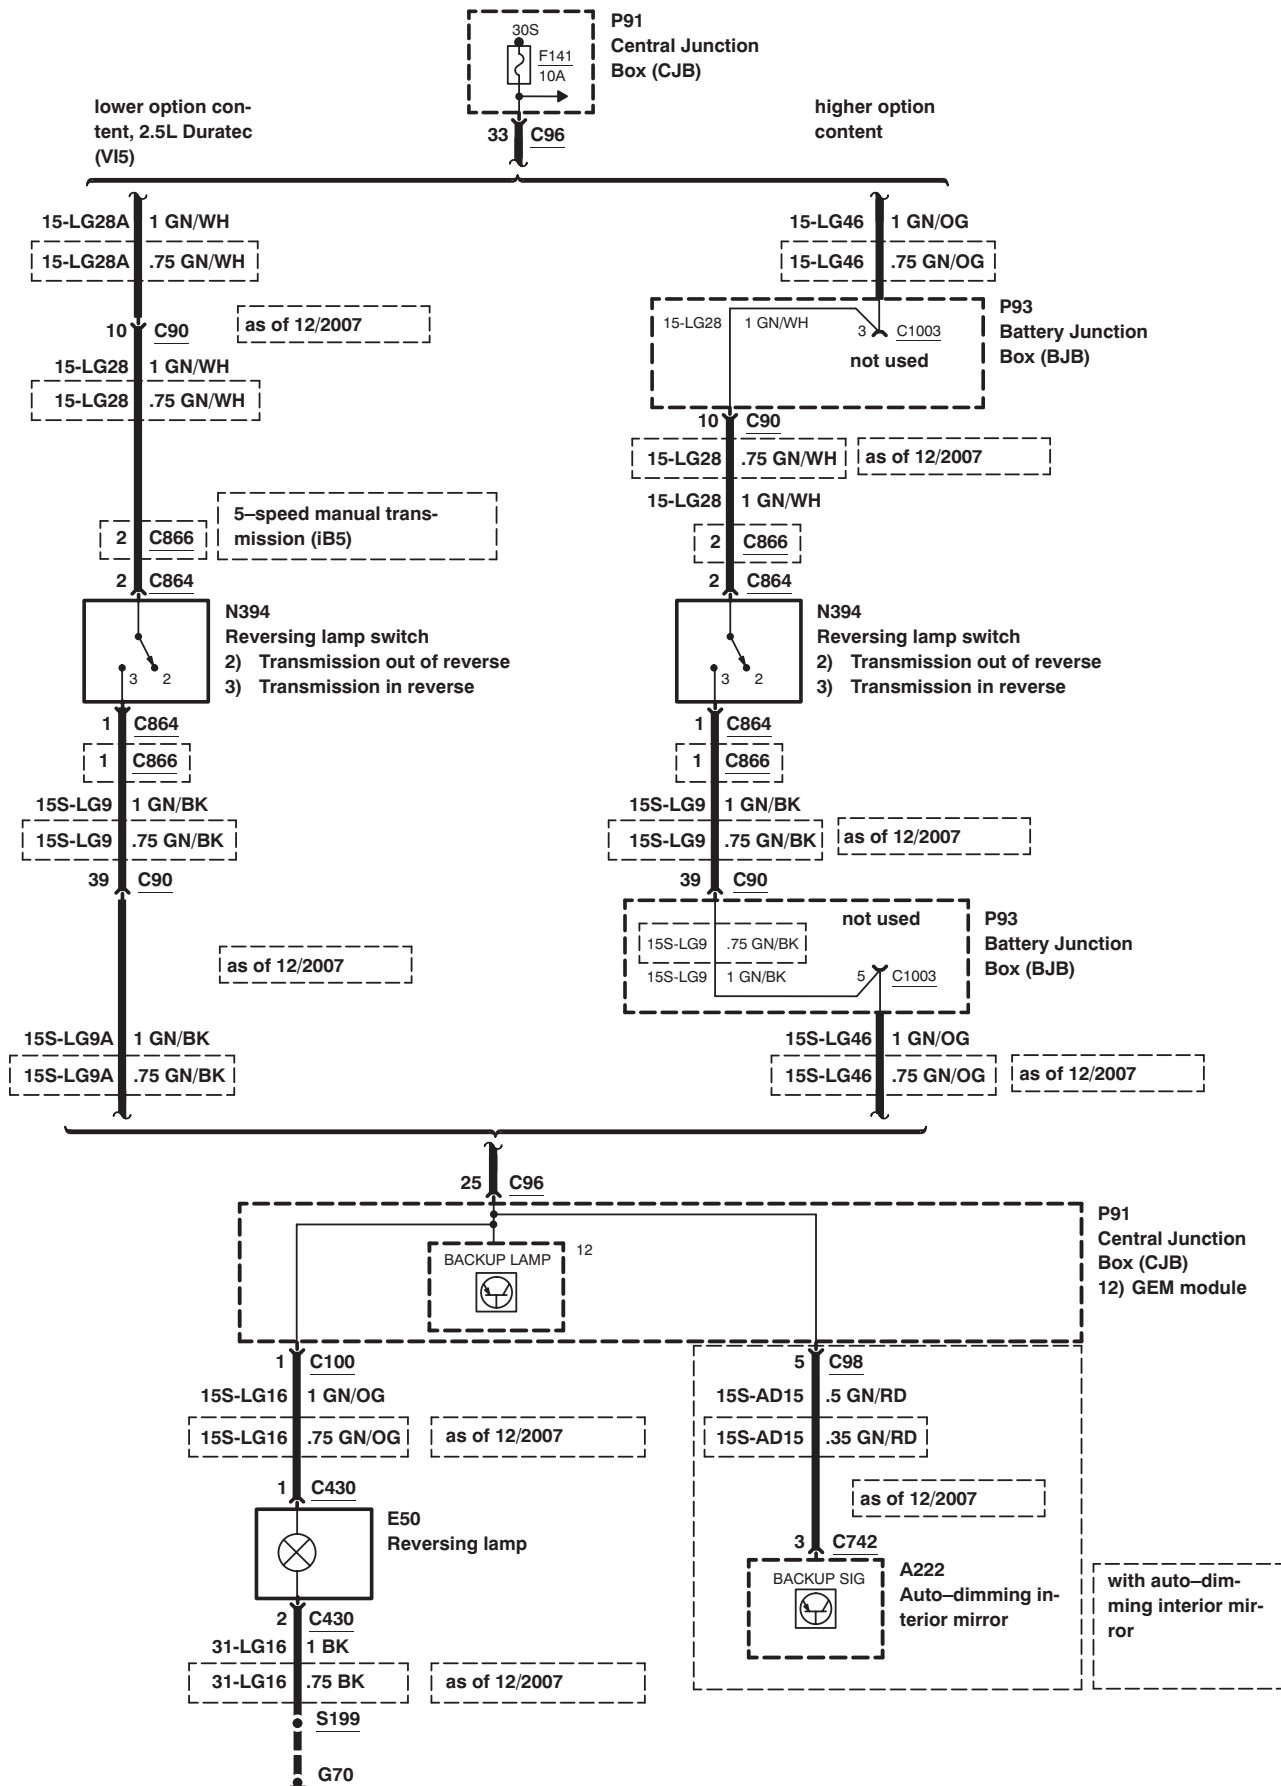 30S
F141
10A
P91
Central Junction
Box (CJB)
lower option con-
tent, 2.5L Duratec
(VI5)
higher option
content
33 C96
15-LG28A 1 GN/WH
15-LG28A .75 GN/WH
10 C90
as of 12/2007
15-LG28 1 GN/WH
15-LG28 .75 GN/WH
5–speed manual trans-
mission (iB5)
2 C866
2 C864
N394
Reversing lamp switch
2) Transmission out of reverse
3) Transmission in reverse
3 2
1 C864
1 C866
15S-LG9 1 GN/BK
15S-LG9 .75 GN/BK
39 C90
as of 12/2007
15S-LG9A 1 GN/BK
15S-LG9A .75 GN/BK
15-LG46 1 GN/OG
15-LG46 .75 GN/OG
15-LG28 1 GN/WH
3 C1003
not used
P93
Battery Junction
Box (BJB)
10 C90
15-LG28 .75 GN/WH
as of 12/2007
15-LG28 1 GN/WH
2 C866
2 C864
N394
Reversing lamp switch
2) Transmission out of reverse
3) Transmission in reverse
3 2
1 C864
1 C866
15S-LG9 1 GN/BK
15S-LG9 .75 GN/BK
as of 12/2007
39 C90
not used
15S-LG9 .75 GN/BK
15S-LG9 1 GN/BK
5 C1003
P93
Battery Junction
Box (BJB)
15S-LG46 1 GN/OG
15S-LG46 .75 GN/OG
as of 12/2007
25 C96
BACKUP LAMP
12
P91
Central Junction
Box (CJB)
12) GEM module
1 C100
15S-LG16 1 GN/OG
15S-LG16 .75 GN/OG
as of 12/2007
1 C430
E50
Reversing lamp
2 C430
31-LG16 1 BK
31-LG16 .75 BK
as of 12/2007
S199
G70
5 C98
15S-AD15 .5 GN/RD
15S-AD15 .35 GN/RD
as of 12/2007
3 C742
BACKUP SIG
A222
Auto–dimming in-
terior mirror
with auto–dim-
ming interior mir-
ror